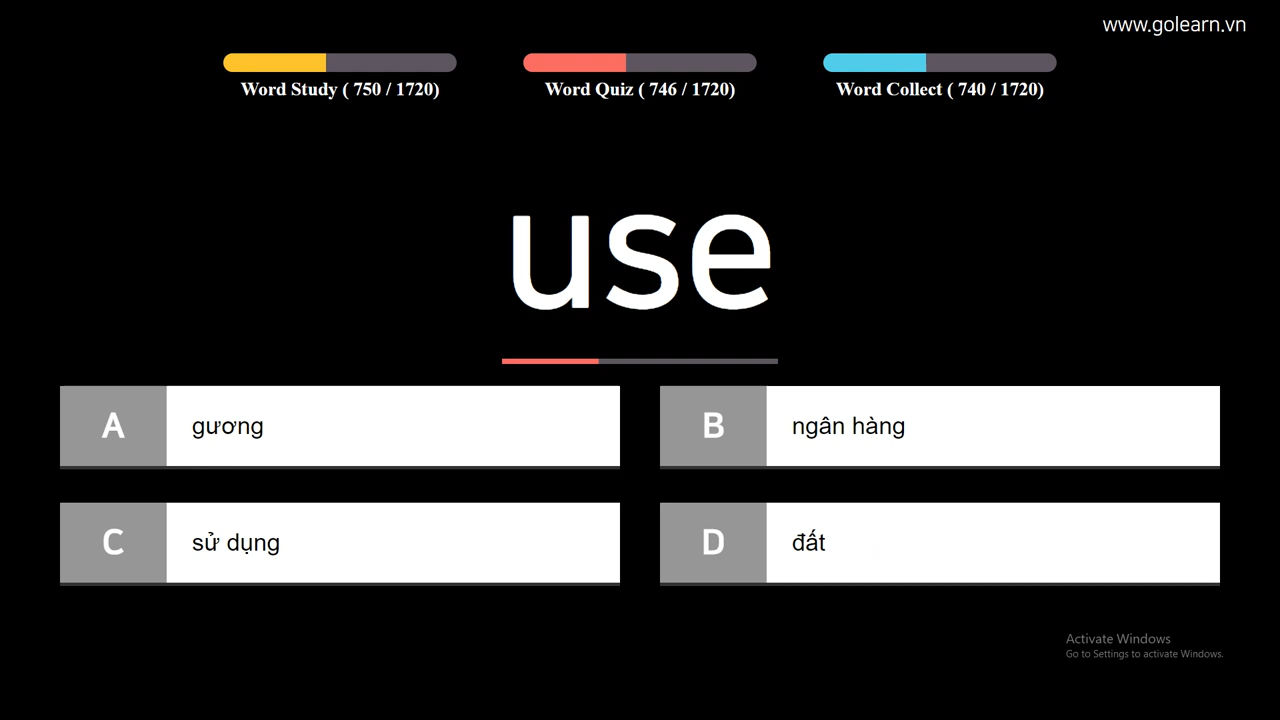 www.golearn.vn
Word Study ( 750 / 1720)
Word Quiz ( 746 / 1720)
Word Collect ( 740 / 1720)
use
A gương
B ngân hàng
C sử dụng
D đất
Activate Windows
Go to Settings to activate Windows.